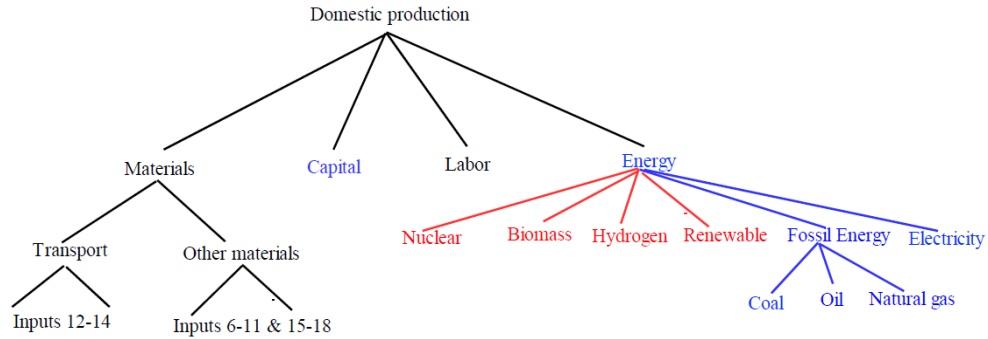 Domestic production
Materials
Capital
Labor
Energy
Transport
Other materials
Nuclear
Biomass
Hydrogen
Renewable
Fossil Energy
Electricity
Inputs 12-14
Inputs 6-11 & 15-18
Coal
Oil
Natural gas